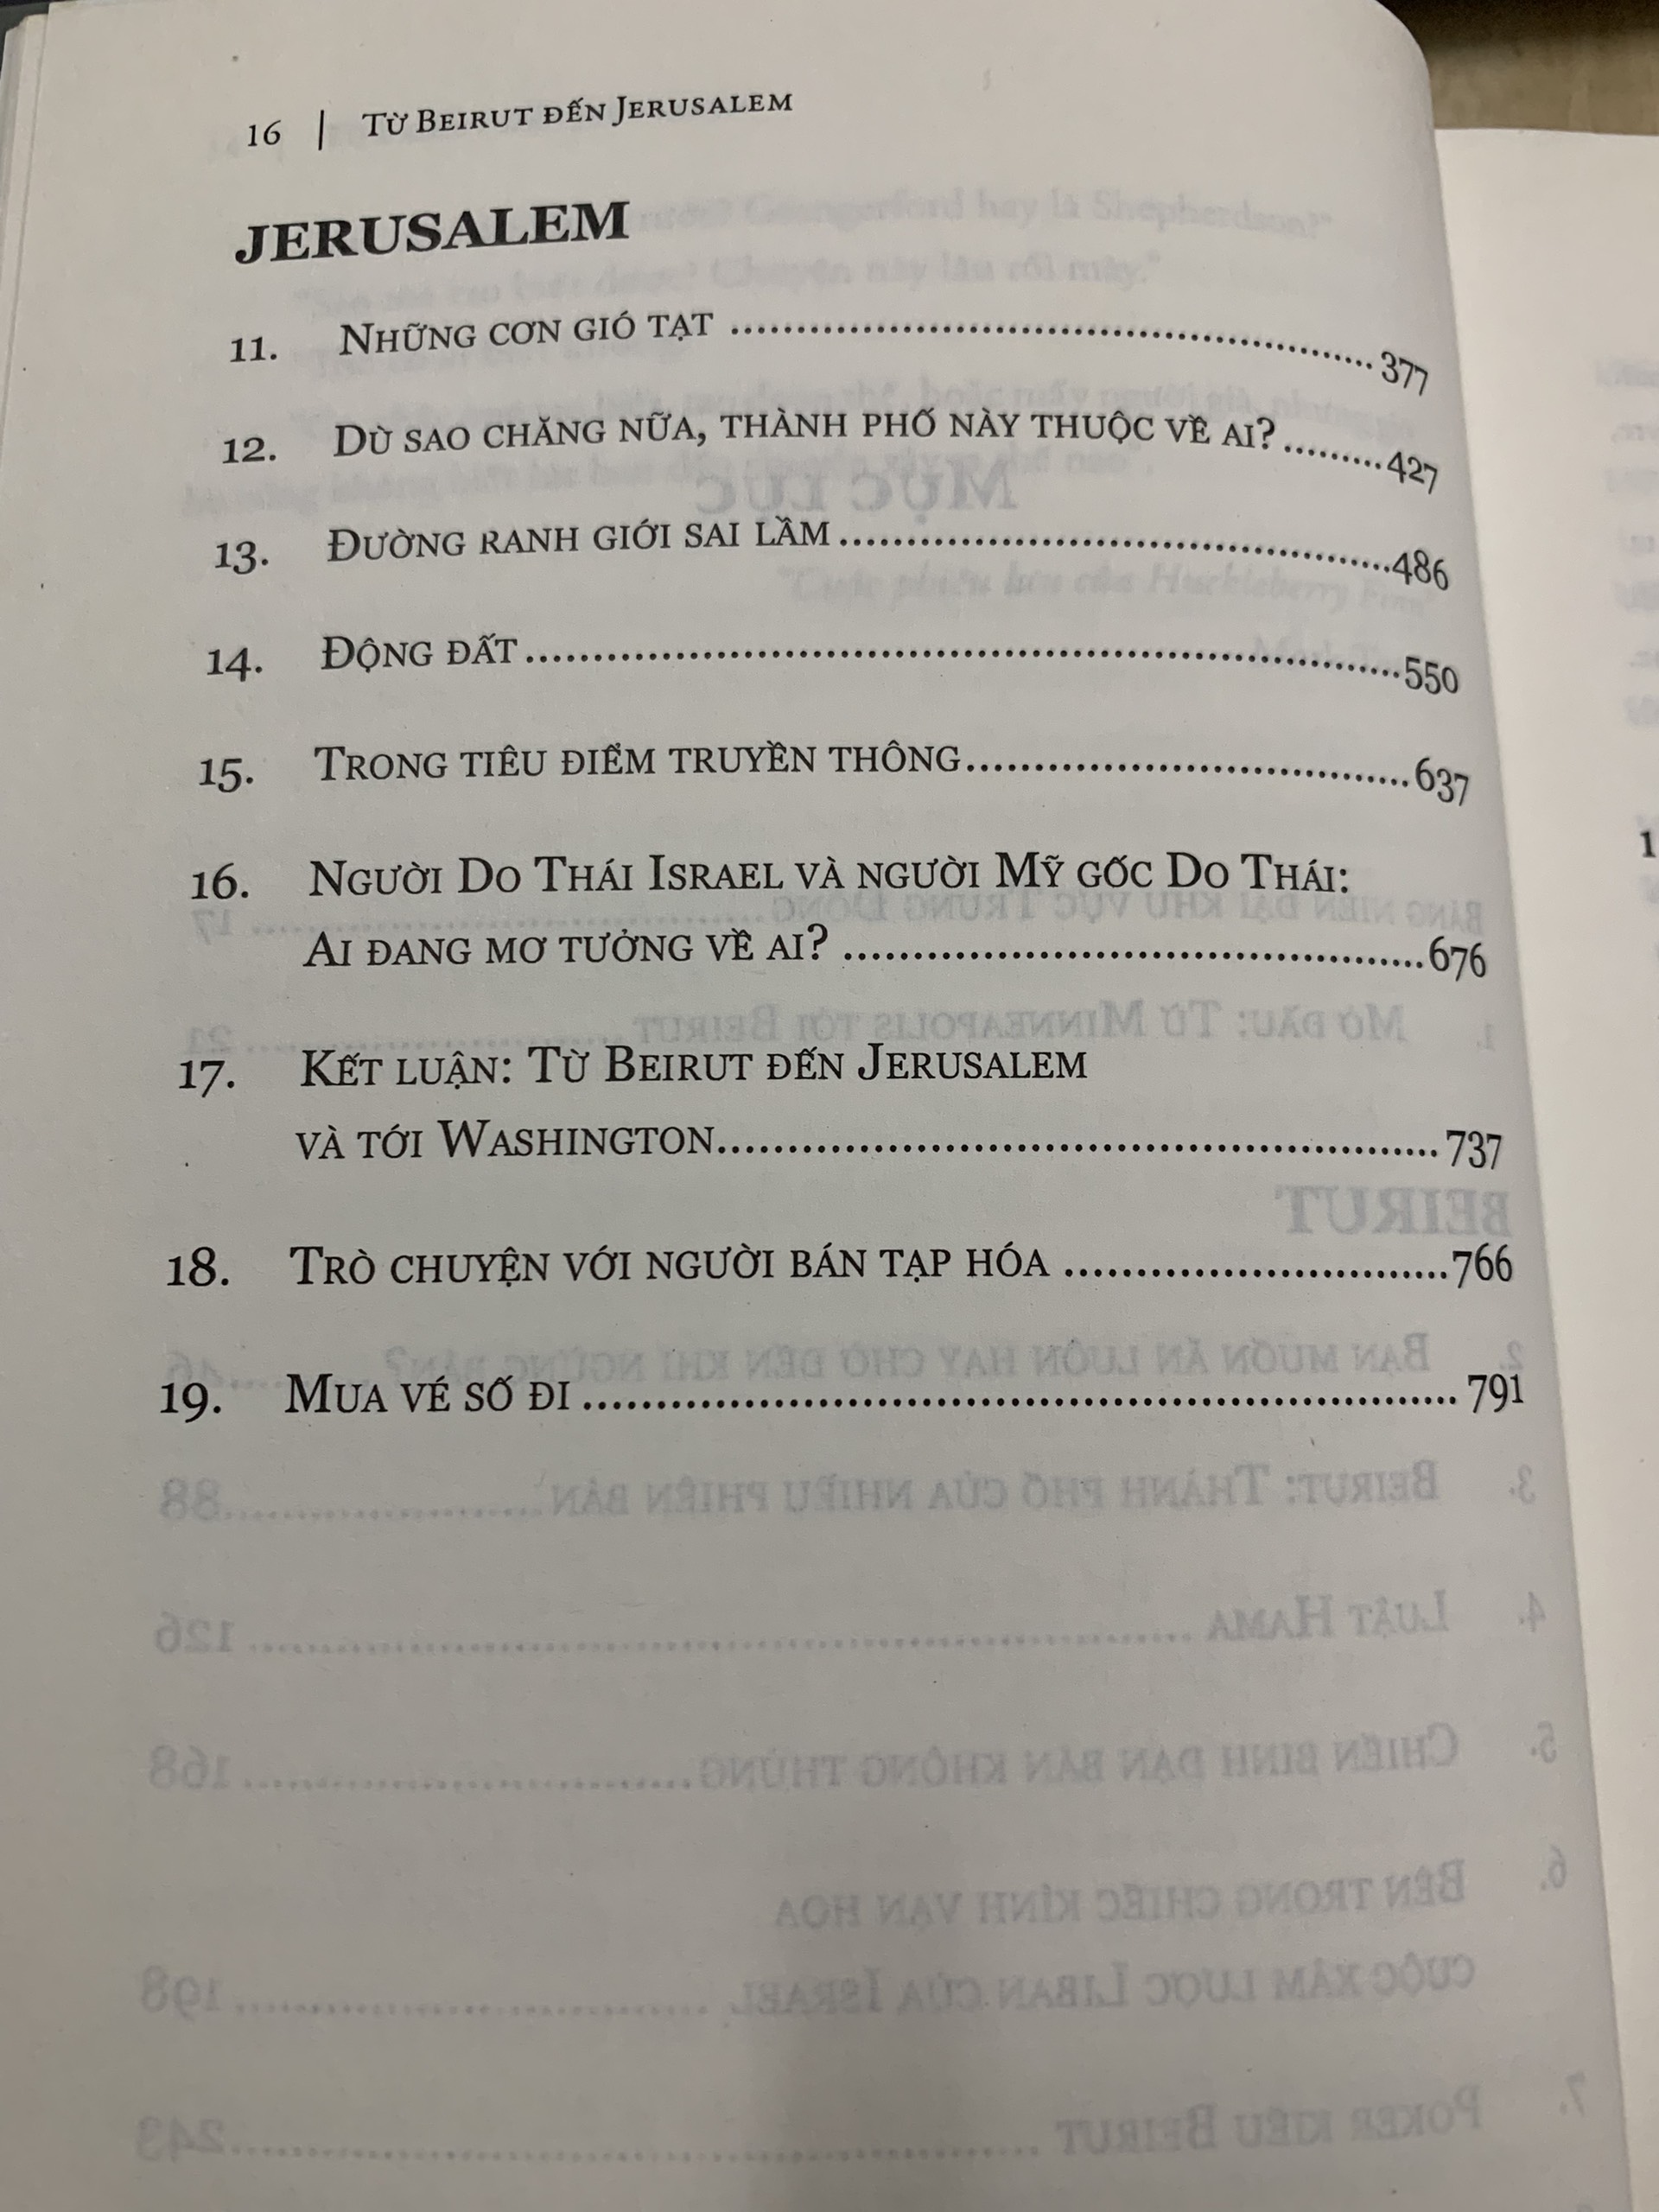 16 | TỪ BEIRUT ĐẾN JERUSALEM
JERUSALEM
11. NHỮNG CƠN GIÓ TẠT ........ 377
12. DÙ SAO CHĂNG NỮA, THÀNH PHỐ NÀY THUỘC VỀ AI? ........ 427
13. ĐƯỜNG RANH GIỚI SAI LẦM ........ 486
14. ĐỘNG ĐẤT ........ 550
15. TRONG TIÊU ĐIỂM TRUYỀN THÔNG ........ 637
16. NGƯỜI DO THÁI ISRAEL VÀ NGƯỜI MỸ GỐC DO THÁI:
AI ĐANG MƠ TƯỞNG VỀ AI? ........ 676
17. KẾT LUẬN: TỪ BEIRUT ĐẾN JERUSALEM
VÀ TỚI WASHINGTON ........ 737
18. TRÒ CHUYỆN VỚI NGƯỜI BÁN TẠP HÓA ........ 766
19. MUA VÉ SỐ ĐI ........ 791